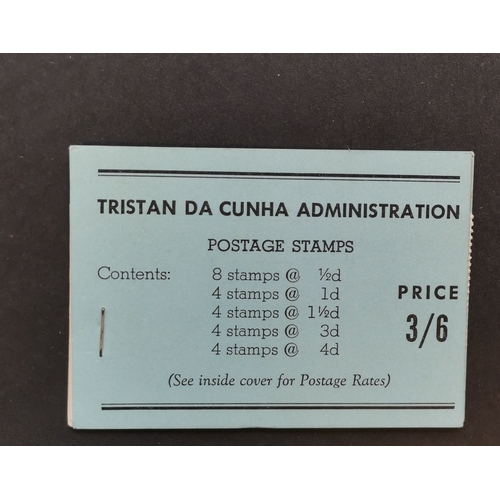 TRISTAN DA CUNHA ADMINISTRATION
POSTAGE STAMPS
Contents: 8 stamps @ ½d
4 stamps @ 1d
4 stamps @ 1½d
4 stamps @ 3d
4 stamps @ 4d
PRICE
3/6
(See inside cover for Postage Rates)